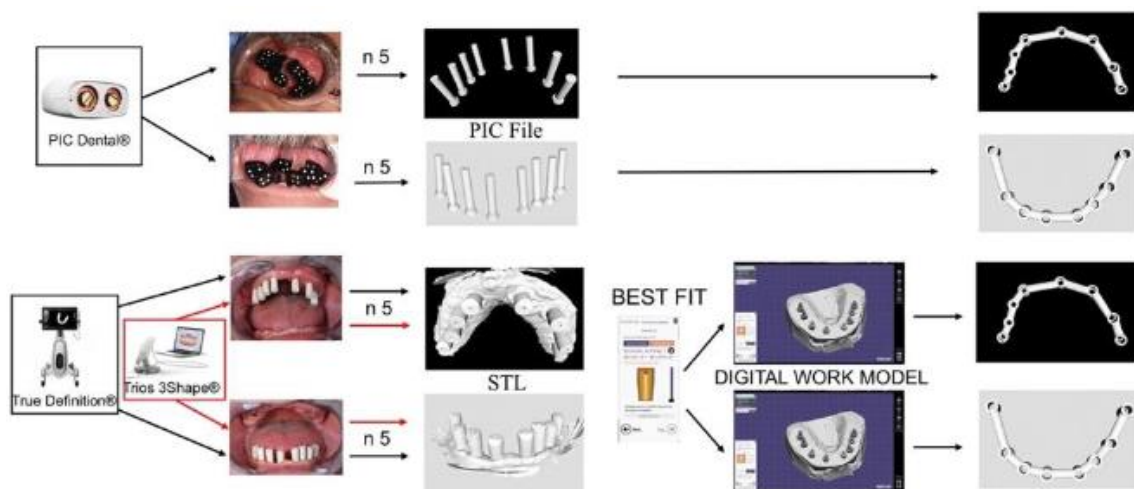 n 5
PIC Dental®
PIC File
n 5
BEST FIT
n 5
True Definition®
Trios 3Shape®
STL
DIGITAL WORK MODEL
n 5